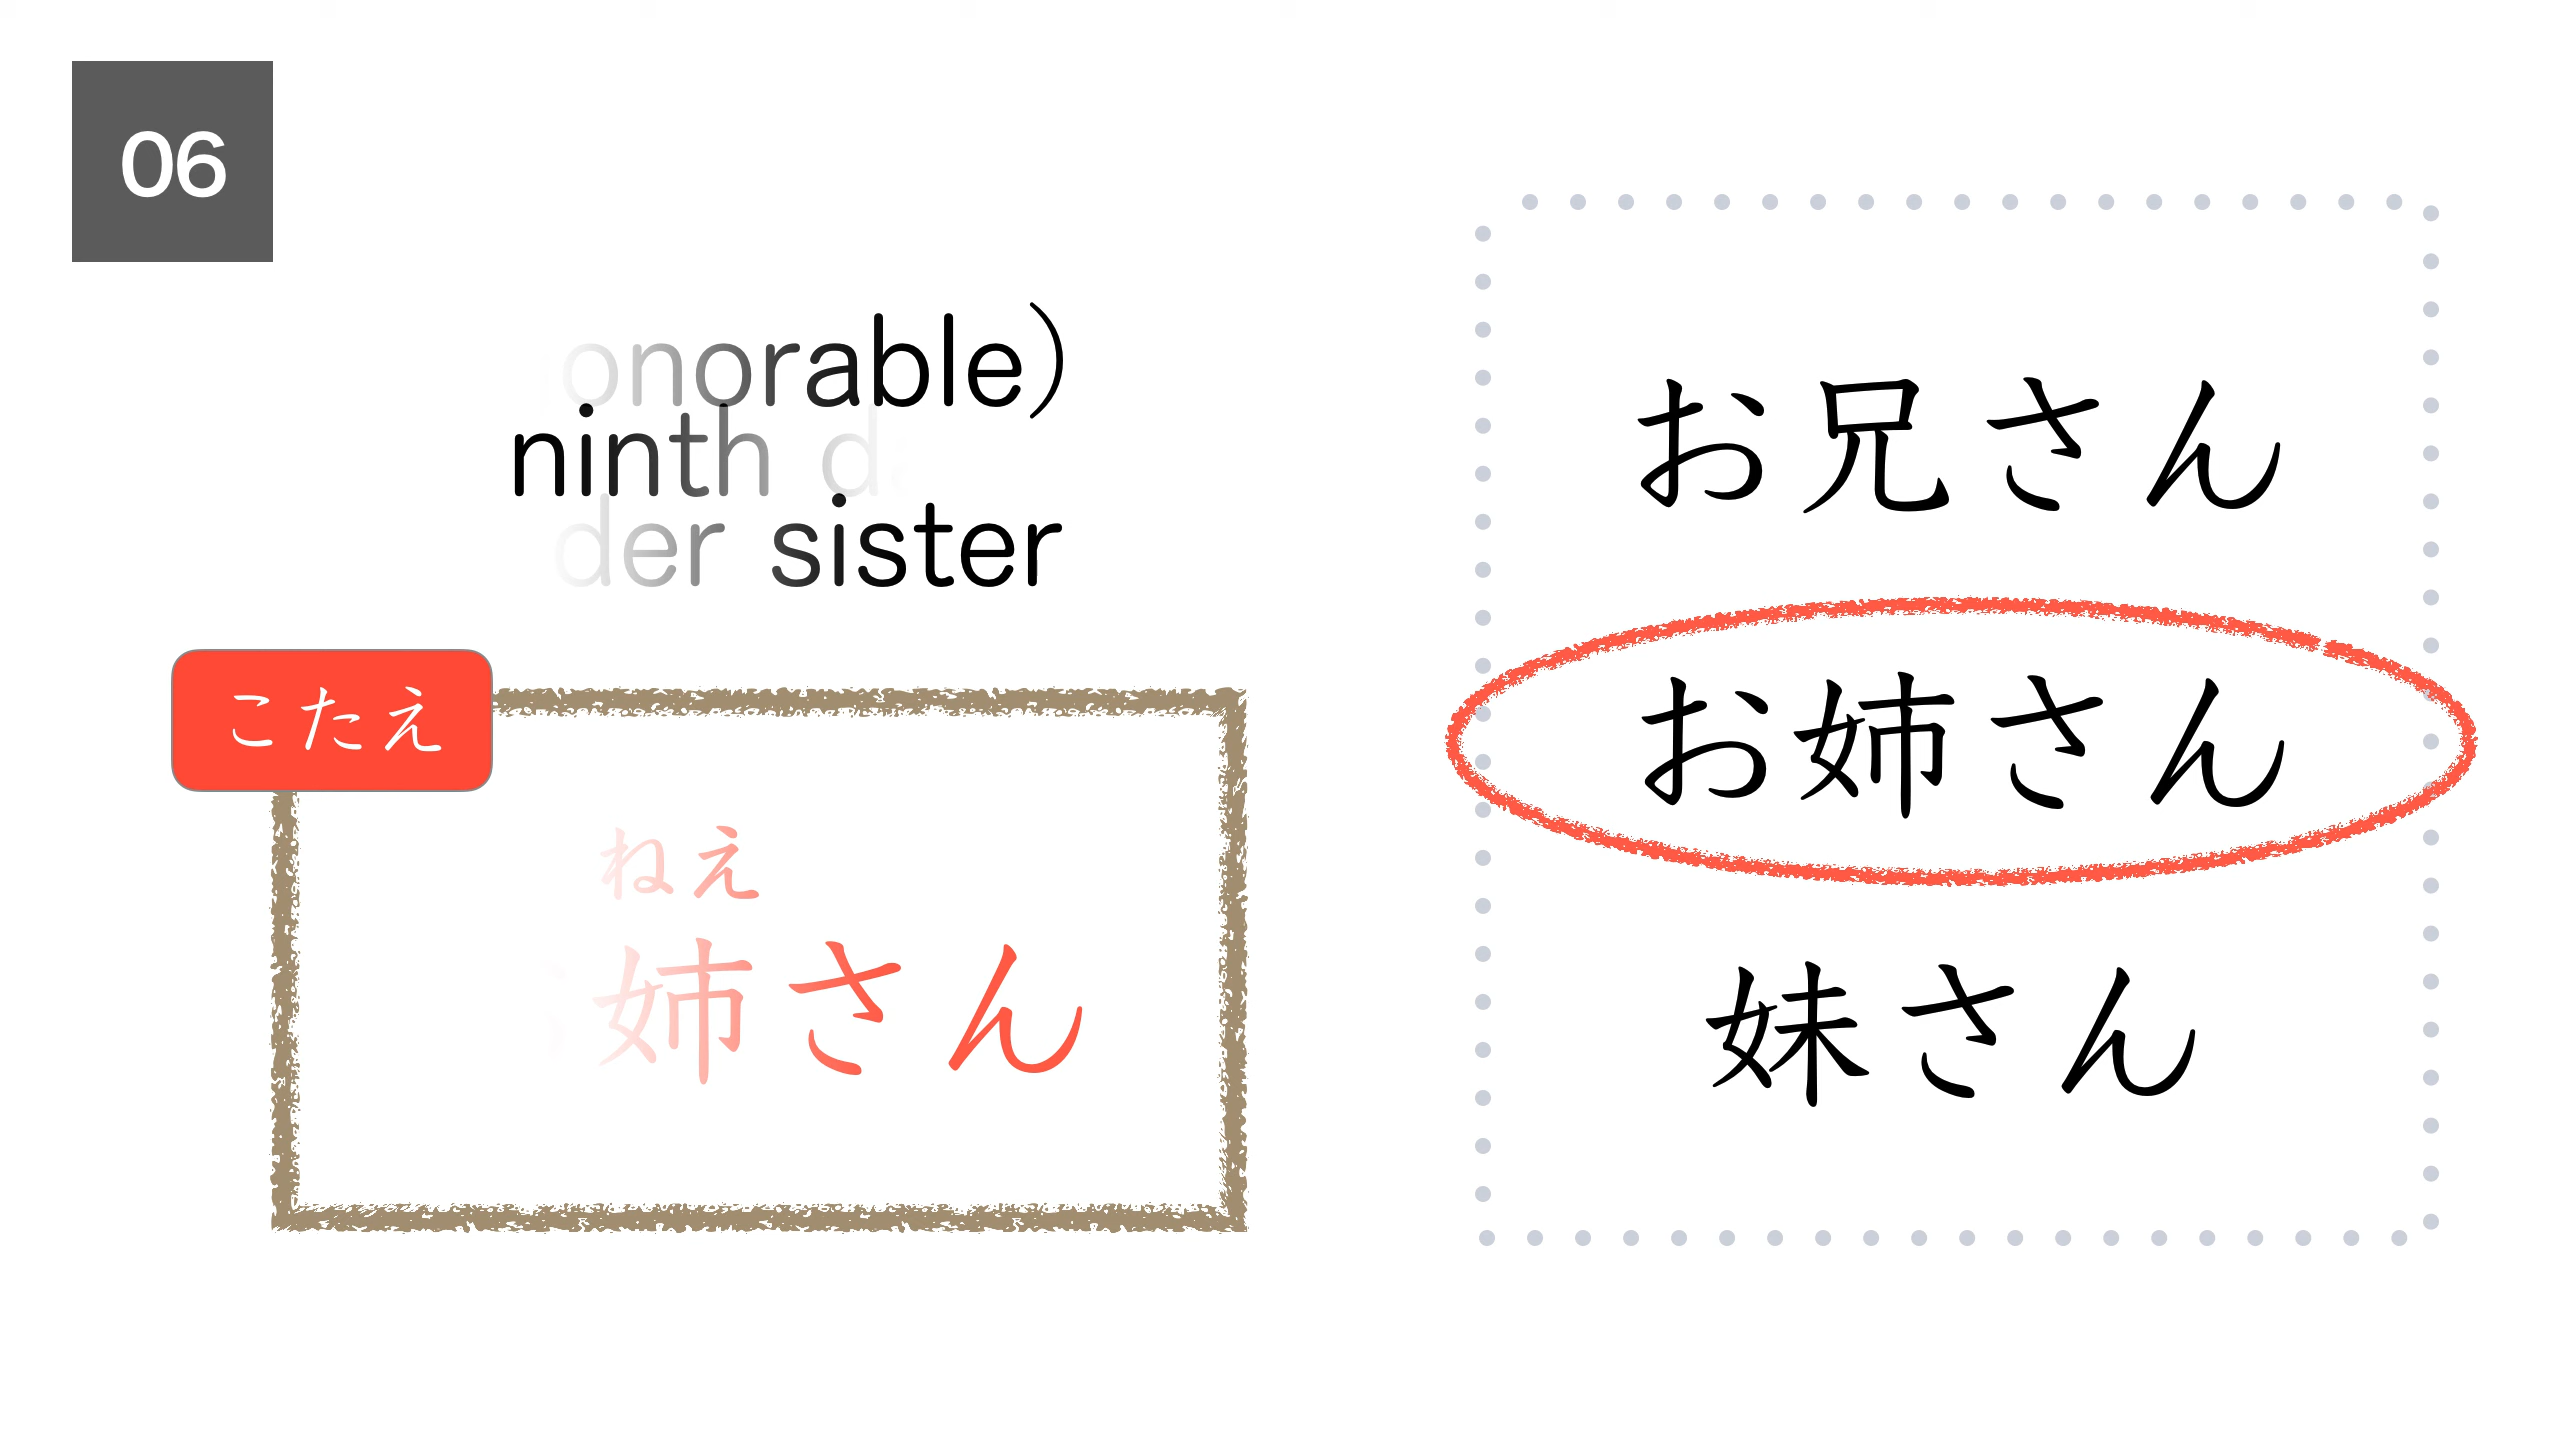 06
onorable)
ninth d
der sister
こたえ
ねえ
姉さん
お兄さん
お姉さん
妹さん